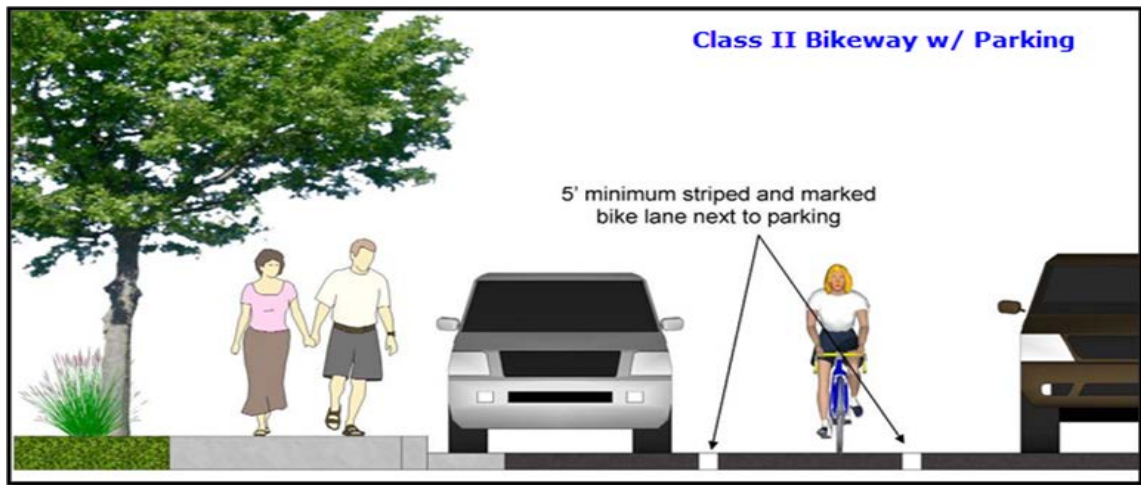 Class II Bikeway w/ Parking
5' minimum striped and marked
bike lane next to parking